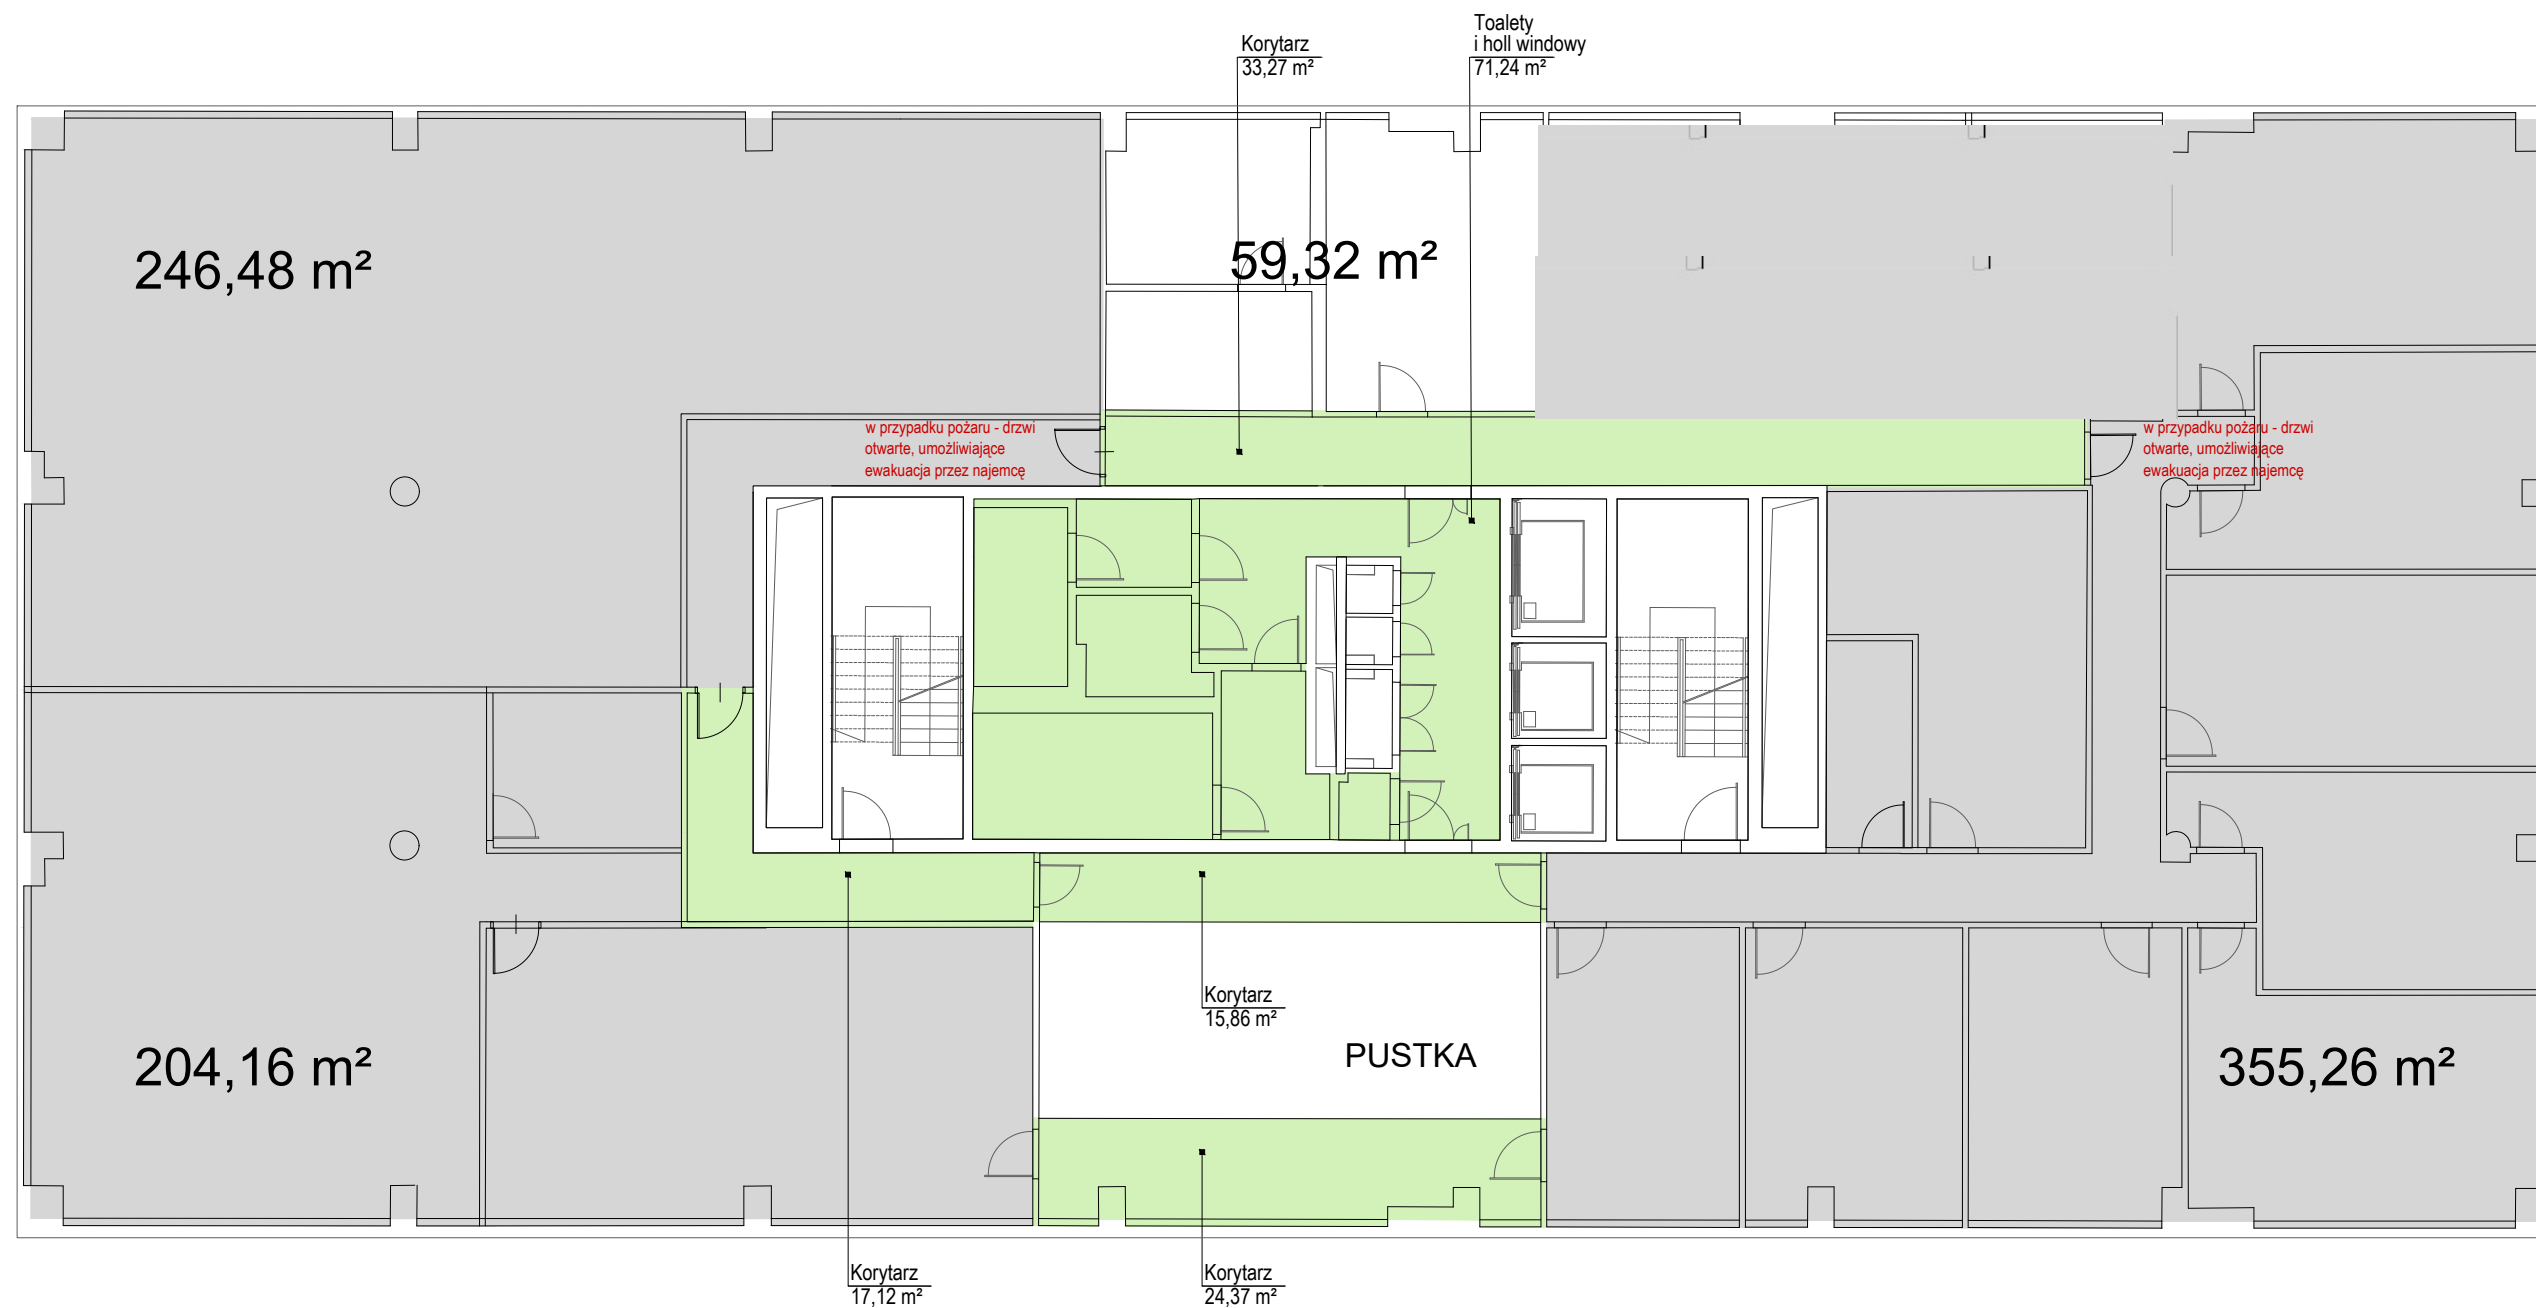 Toalety
i holl windowy
71,24 m²
Korytarz
33,27 m²
246,48 m²
59,32 m²
w przypadku pożaru - drzwi
otwarte, umożliwiające
ewakuacja przez najemcę
w przypadku pożaru - drzwi
otwarte, umożliwiające
ewakuacja przez najemcę
Korytarz
15,86 m²
PUSTKA
204,16 m²
355,26 m²
Korytarz
17,12 m²
Korytarz
24,37 m²